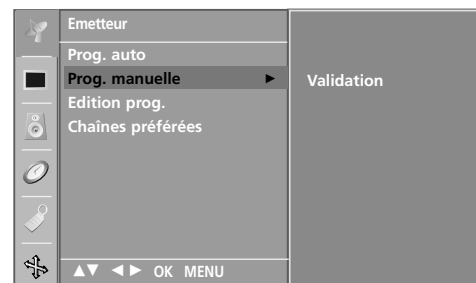 Emetteur
Prog. auto
Prog. manuelle ►
Validation
Edition prog.
Chaînes préférées
▲▼ ◄► OK MENU